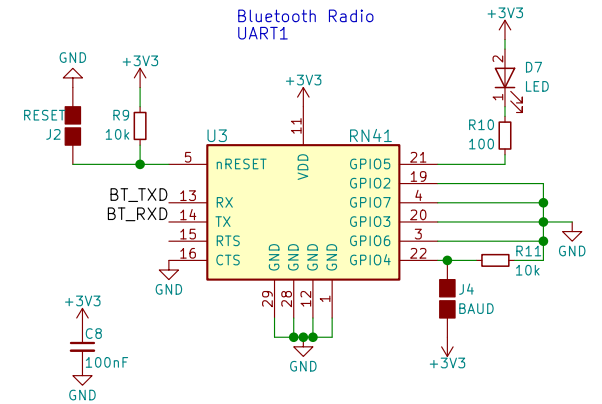 Bluetooth Radio
UART1
+3V3
GND
+3V3
2
D7
LED
1
+3V3
RESET
J2
R9
10k
R10
100
11
U3
RN41
5
nRESET
VDD
GPIO5
21
GPIO2
19
BT_TXD
13
RX
GPIO7
4
BT_RXD
14
TX
GPIO3
20
15
RTS
GPIO6
3
GND
16
CTS
GND
GND
GND
GND
GPIO4
22
R11
10k
GND
29
28
12
1
J4
BAUD
+3V3
C8
100nF
GND
GND
+3V3